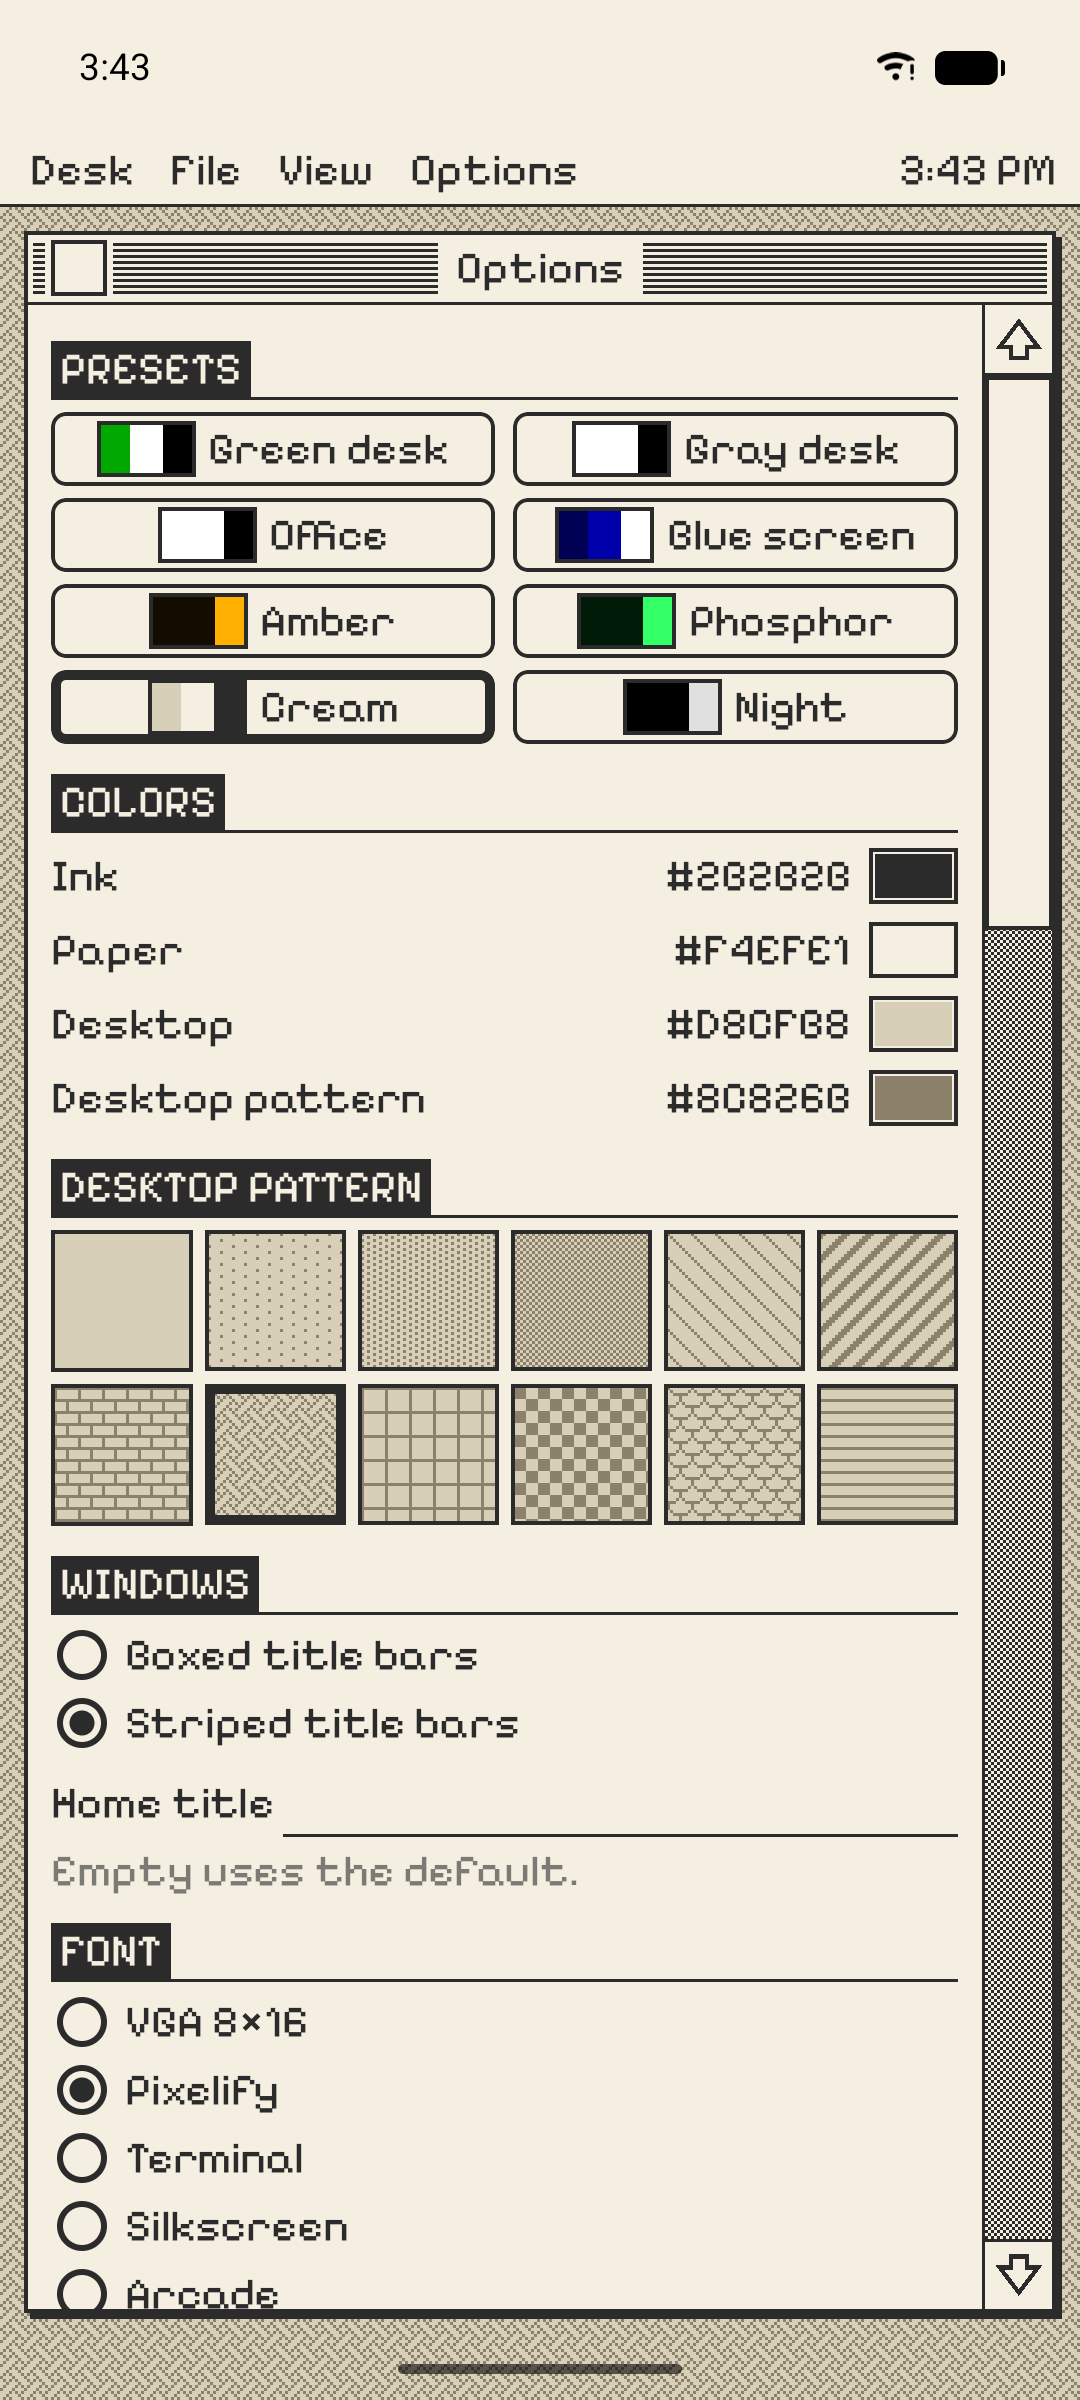 3:43
Desk File View Options 3:43 PM
Options
PRESETS
Green desk Gray desk
Office Blue screen
Amber Phosphor
Cream Night
COLORS
Ink #2B2B2B
Paper #F4EFE1
Desktop #D8CFB8
Desktop pattern #8C826B
DESKTOP PATTERN
WINDOWS
Boxed title bars
Striped title bars
Home title
Empty uses the default.
FONT
VGA 8×16
Pixelify
Terminal
Silkscreen
Arcade